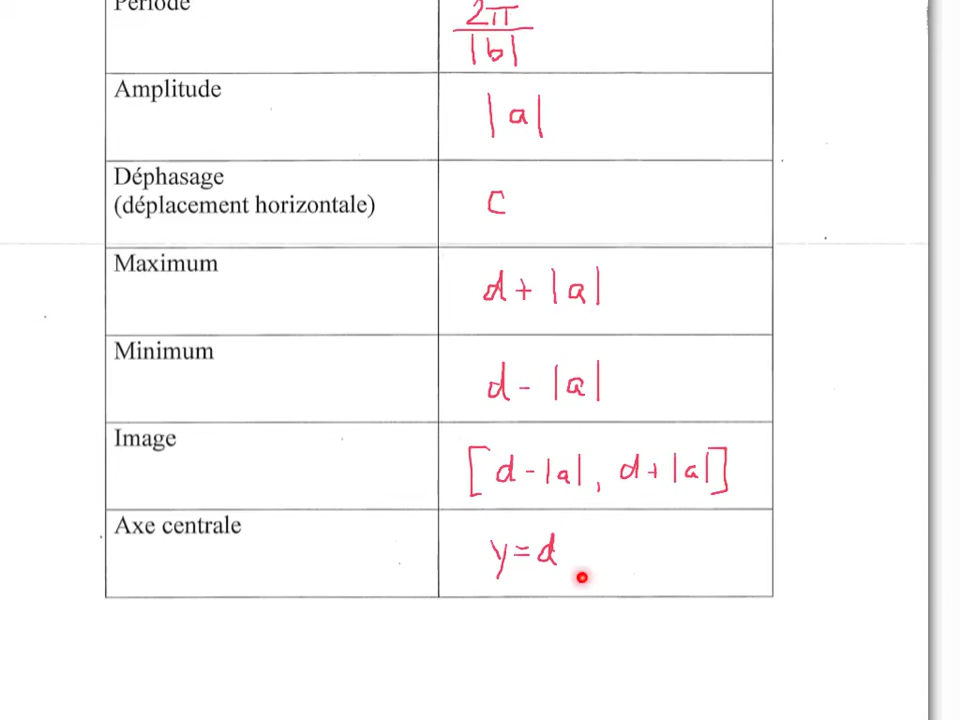 Période
2π
|b|
Amplitude
|a|
Déphasage
(déplacement horizontale)
c
Maximum
d + |a|
Minimum
d - |a|
Image
[d - |a|, d + |a|]
Axe centrale
y = d